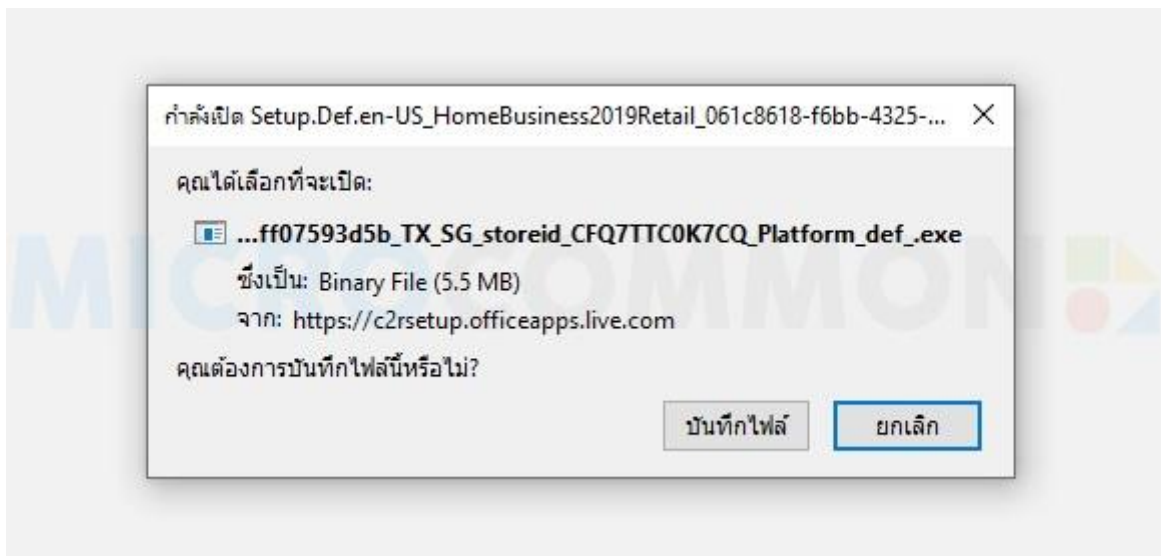 กำลังเปิด Setup.Def.en-US_HomeBusiness2019Retail_061c8618-f6bb-4325-...
คุณได้เลือกที่จะเปิด:
...ff07593d5b_TX_SG_storeid_CFQ7TTC0K7CQ_Platform_def_.exe
ซึ่งเป็น: Binary File (5.5 MB)
MICROCOMMON
จาก: https://c2rsetup.officeapps.live.com
คุณต้องการบันทึกไฟล์นี้หรือไม่?
บันทึกไฟล์ ยกเลิก